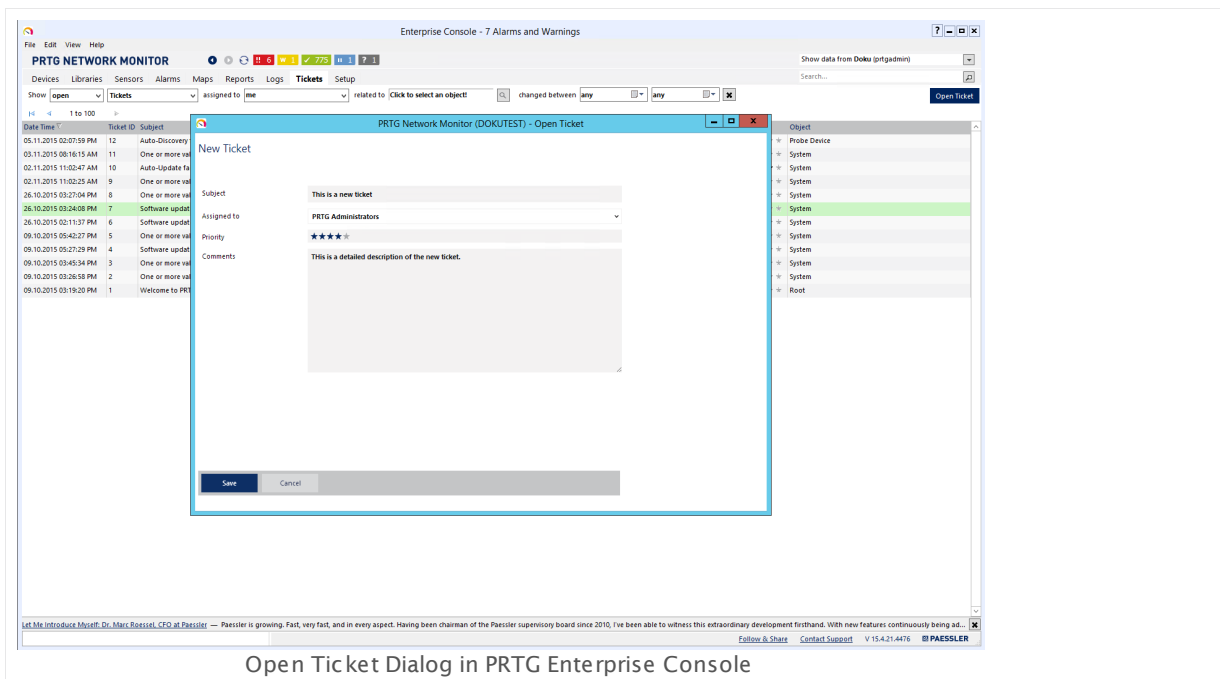 Enterprise Console - 7 Alarms and Warnings
? - □ x
File Edit View Help
PRTG NETWORK MONITOR !! 6 W 1 ✓ 775 II 1 ? 1 Show data from Doku (prtgadmin)
Devices Libraries Sensors Alarms Maps Reports Logs Tickets Setup Search...
Show open Tickets assigned to me related to Click to select an object! changed between any any Open Ticket
1 to 100
Date Time Ticket ID Subject Object
PRTG Network Monitor (DOKUTEST) - Open Ticket
05.11.2015 02:07:59 PM 12 Auto-Discovery Probe Device
03.11.2015 08:16:15 AM 11 One or more val System
02.11.2015 11:02:47 AM 10 Auto-Update fa System
02.11.2015 11:02:25 AM 9 One or more val System
26.10.2015 03:27:04 PM 8 One or more val System
26.10.2015 03:24:08 PM 7 Software updat System
26.10.2015 02:11:37 PM 6 Software updat System
09.10.2015 05:42:27 PM 5 One or more val System
09.10.2015 05:27:29 PM 4 Software updat System
09.10.2015 03:45:34 PM 3 One or more val System
09.10.2015 03:26:58 PM 2 One or more val System
09.10.2015 03:19:20 PM 1 Welcome to PRT Root
New Ticket
Subject This is a new ticket
Assigned to PRTG Administrators
Priority ★★★★★
Comments THis is a detailed description of the new ticket.
Save Cancel
Let Me Introduce Myself: Dr. Marc Roessel, CFO at Paessler — Paessler is growing. Fast, very fast, and in every aspect. Having been chairman of the Paessler supervisory board since 2010, I've been able to witness this extraordinary development firsthand. With new features continuously being ad...
Follow & Share Contact Support V 15.4.21.4476 PAESSLER
Open Ticket Dialog in PRTG Enterprise Console